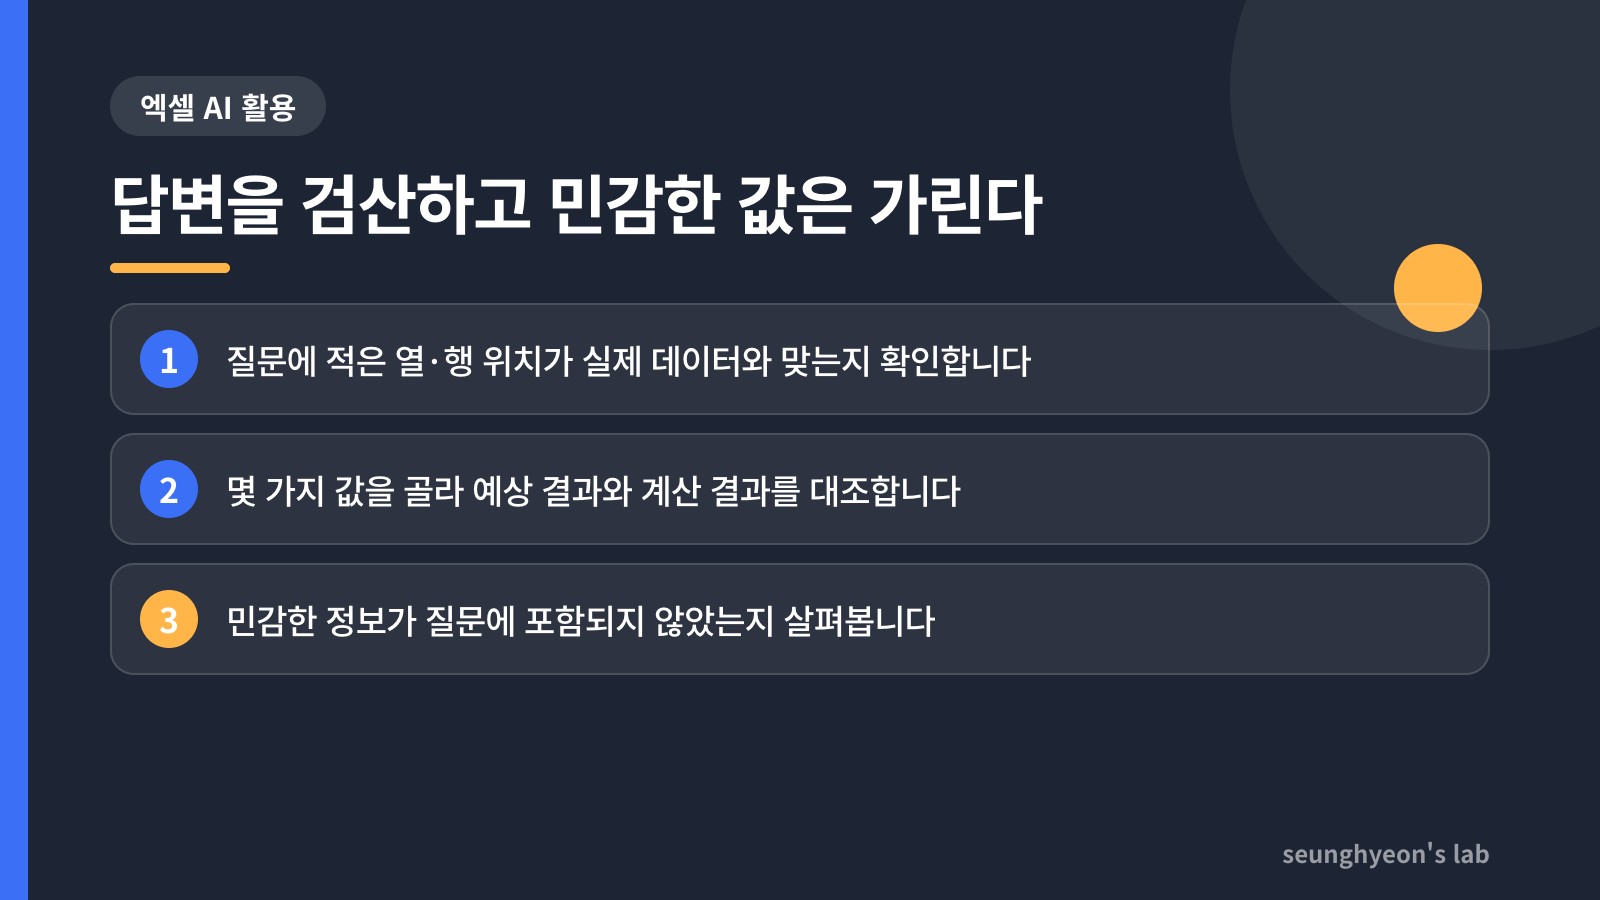 엑셀 AI 활용
답변을 검산하고 민감한 값은 가린다
1 질문에 적은 열·행 위치가 실제 데이터와 맞는지 확인합니다
2 몇 가지 값을 골라 예상 결과와 계산 결과를 대조합니다
3 민감한 정보가 질문에 포함되지 않았는지 살펴봅니다
seunghyeon's lab